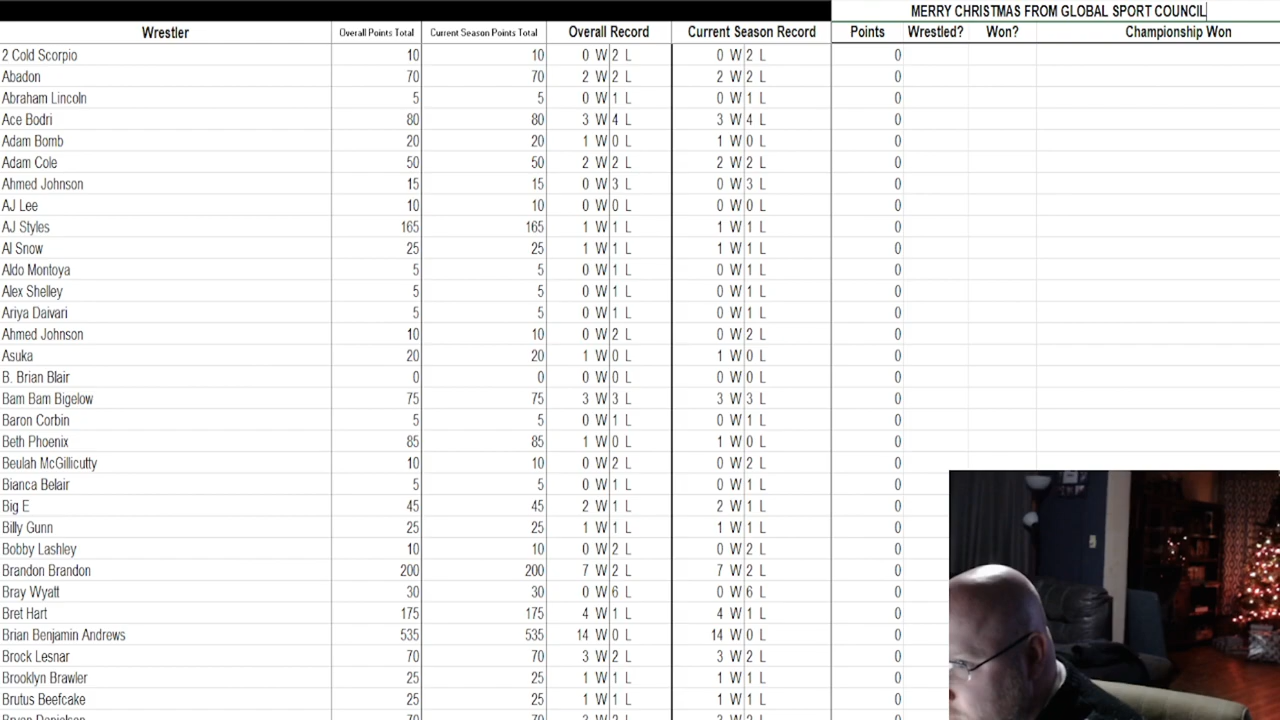 MERRY CHRISTMAS FROM GLOBAL SPORT COUNCIL
Wrestler Overall Points Total Current Season Points Total Overall Record Current Season Record Points Wrestled? Won? Championship Won
2 Cold Scorpio 10 10 0 W 2 L 0 W 2 L 0
Abadon 70 70 2 W 2 L 2 W 2 L 0
Abraham Lincoln 5 5 0 W 1 L 0 W 1 L 0
Ace Bodri 80 80 3 W 4 L 3 W 4 L 0
Adam Bomb 20 20 1 W 0 L 1 W 0 L 0
Adam Cole 50 50 2 W 2 L 2 W 2 L 0
Ahmed Johnson 15 15 0 W 3 L 0 W 3 L 0
AJ Lee 10 10 0 W 0 L 0 W 0 L 0
AJ Styles 165 165 1 W 1 L 1 W 1 L 0
Al Snow 25 25 1 W 1 L 1 W 1 L 0
Aldo Montoya 5 5 0 W 1 L 0 W 1 L 0
Alex Shelley 5 5 0 W 1 L 0 W 1 L 0
Ariya Daivari 5 5 0 W 1 L 0 W 1 L 0
Ahmed Johnson 10 10 0 W 2 L 0 W 2 L 0
Asuka 20 20 1 W 0 L 1 W 0 L 0
B. Brian Blair 0 0 0 W 0 L 0 W 0 L 0
Bam Bam Bigelow 75 75 3 W 3 L 3 W 3 L 0
Baron Corbin 5 5 0 W 1 L 0 W 1 L 0
Beth Phoenix 85 85 1 W 0 L 1 W 0 L 0
Beulah McGillicutty 10 10 0 W 2 L 0 W 2 L 0
Bianca Belair 5 5 0 W 1 L 0 W 1 L 0
Big E 45 45 2 W 1 L 2 W 1 L 0
Billy Gunn 25 25 1 W 1 L 1 W 1 L 0
Bobby Lashley 10 10 0 W 2 L 0 W 2 L 0
Brandon Brandon 200 200 7 W 2 L 7 W 2 L 0
Bray Wyatt 30 30 0 W 6 L 0 W 6 L 0
Bret Hart 175 175 4 W 1 L 4 W 1 L 0
Brian Benjamin Andrews 535 535 14 W 0 L 14 W 0 L 0
Brock Lesnar 70 70 3 W 2 L 3 W 2 L 0
Brooklyn Brawler 25 25 1 W 1 L 1 W 1 L 0
Brutus Beefcake 25 25 1 W 1 L 1 W 1 L 0
Bryan Danielson 70 70 3 W 2 L 3 W 2 L 0